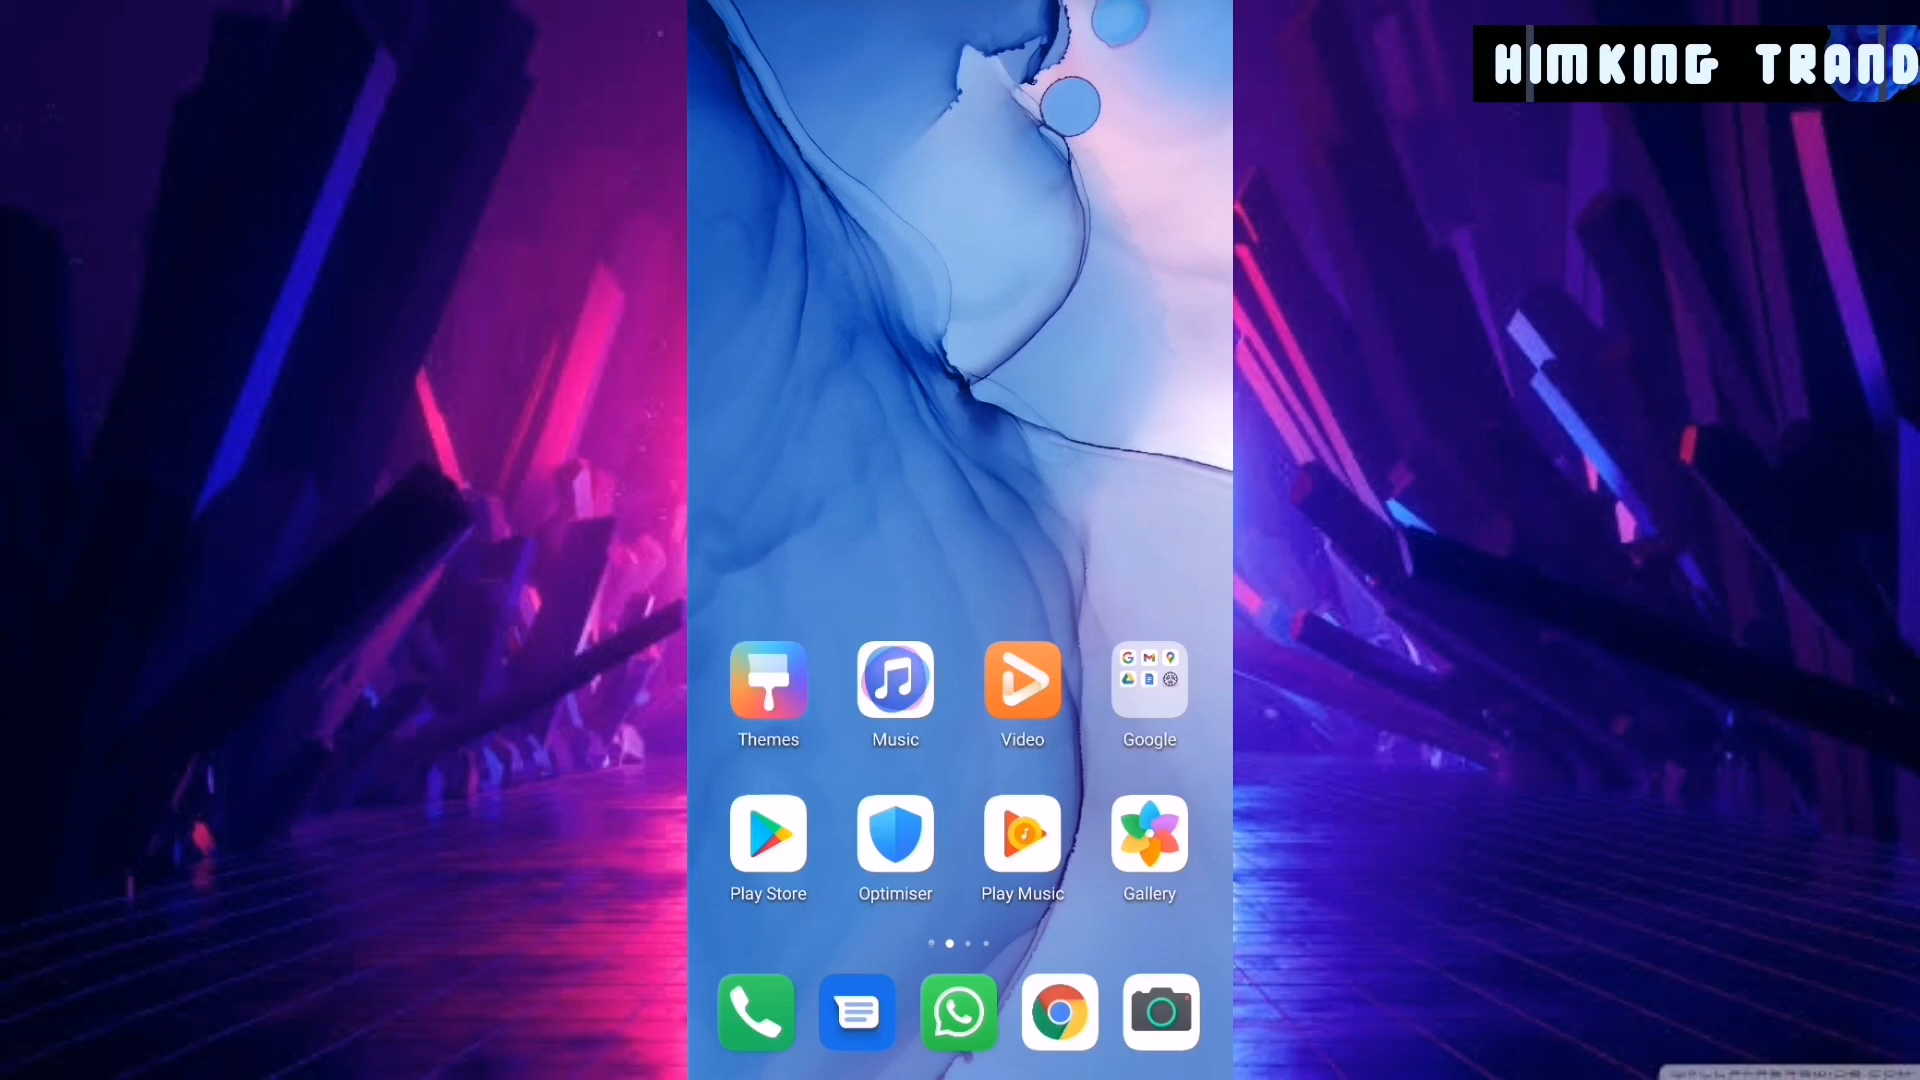 HIMKING TRAND
Themes Music Video Google
Play Store Optimiser Play Music Gallery